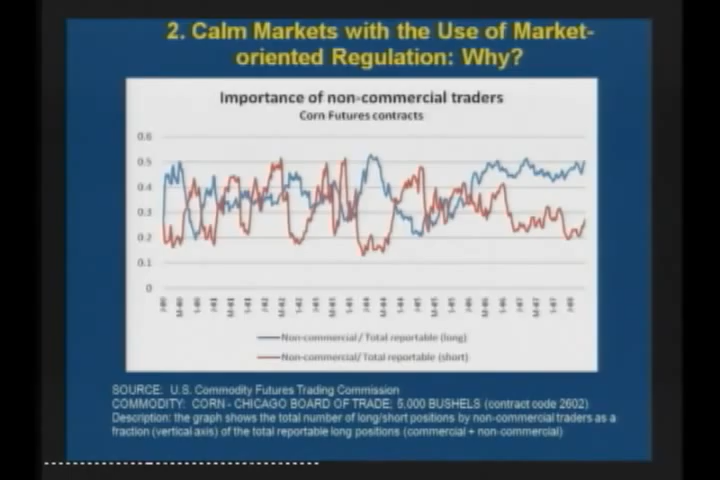 2. Calm Markets with the Use of Market-
oriented Regulation: Why?
Importance of non-commercial traders
Corn Futures contracts
0.6
0.5
0.4
0.3
0.2
0.1
0
Non-commercial/ Total reportable (long)
Non-commercial/ Total reportable (short)
SOURCE: U.S. Commodity Futures Trading Commission
COMMODITY: CORN - CHICAGO BOARD OF TRADE; 5,000 BUSHELS (contract code 2602)
Description: the graph shows the total number of long/short positions by non-commercial traders as a
fraction (vertical axis) of the total reportable long positions (commercial + non-commercial)